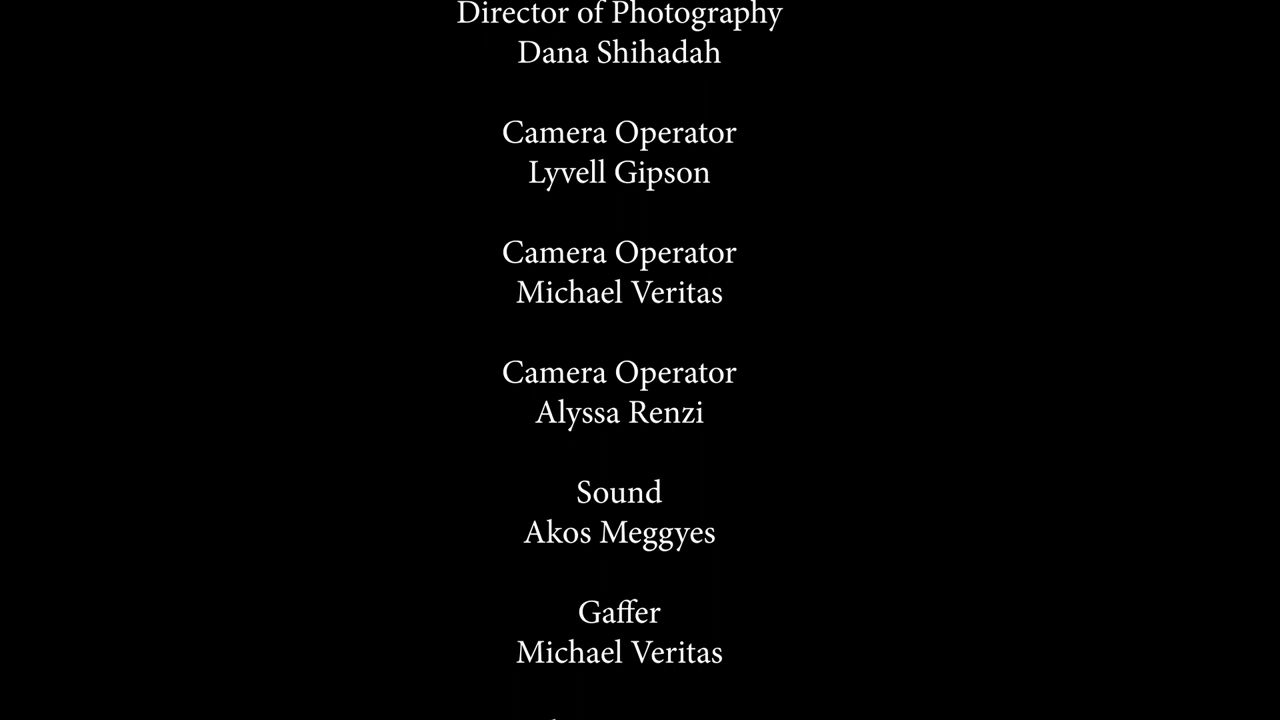 Director of Photography
Dana Shihadah
Camera Operator
Lyvell Gipson
Camera Operator
Michael Veritas
Camera Operator
Alyssa Renzi
Sound
Akos Meggyes
Gaffer
Michael Veritas